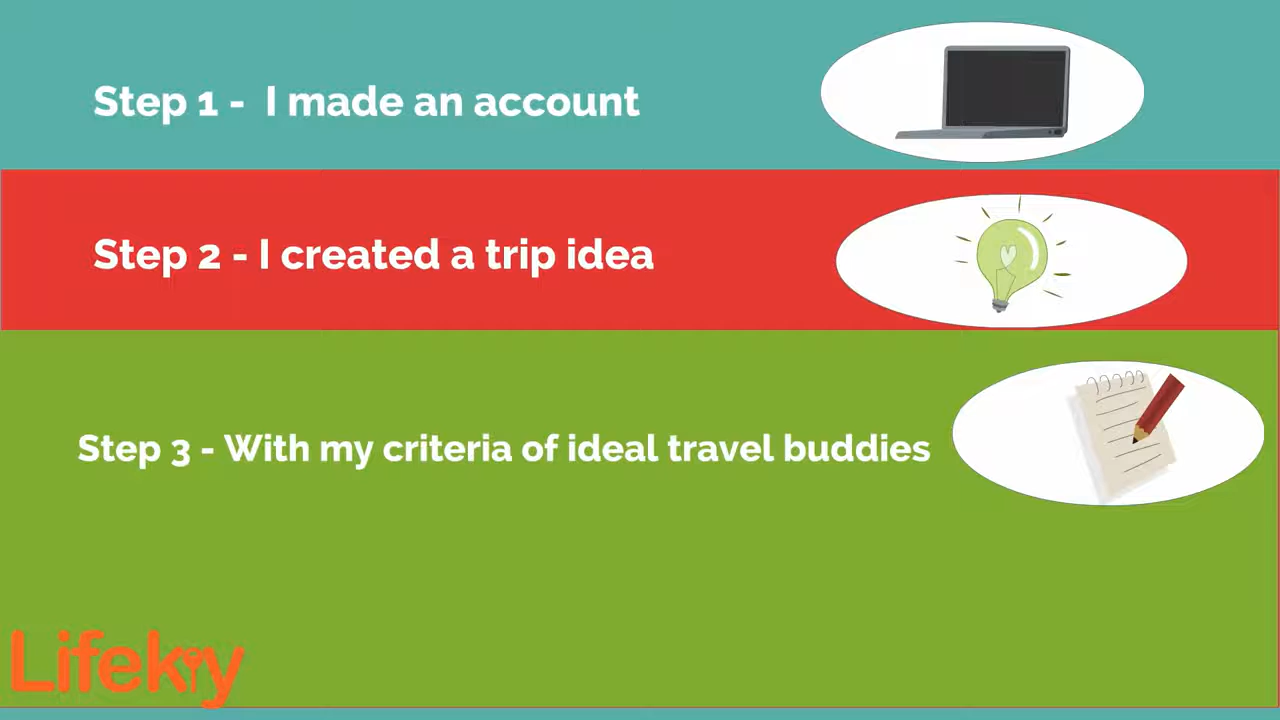 Step 1 - I made an account
Step 2 - I created a trip idea
Step 3 - With my criteria of ideal travel buddies
Lifekiy